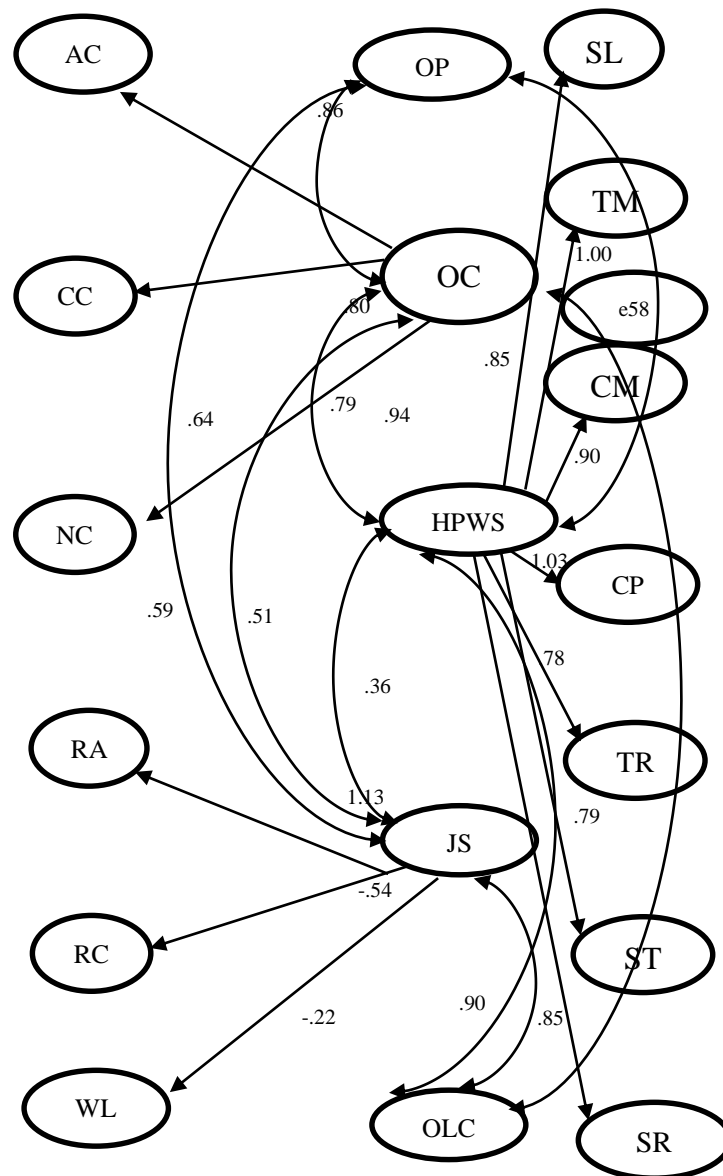 AC
OP
SL
.86
TM
1.00
OC
CC
.80
e58
.85
CM
.79
.94
.64
.90
HPWS
NC
1.03
CP
.59
.51
78
.36
RA
TR
1.13
.79
JS
-.54
RC
ST
.90
.85
-.22
WL
OLC
SR